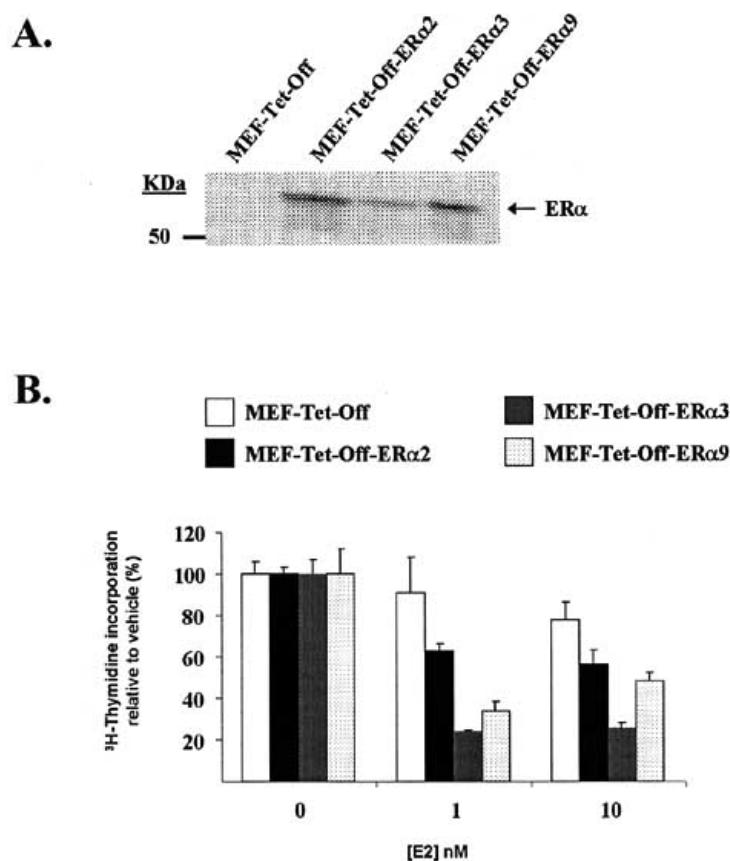 A.
MEF-Tet-Off
MEF-Tet-Off-ERα2
MEF-Tet-Off-ERα3
MEF-Tet-Off-ERα9
KDa
50
ERα
B.
MEF-Tet-Off
MEF-Tet-Off-ERα3
MEF-Tet-Off-ERα2
MEF-Tet-Off-ERα9
³H-Thymidine incorporation
relative to vehicle (%)
120
100
80
60
40
20
0 1 10
[E2] nM